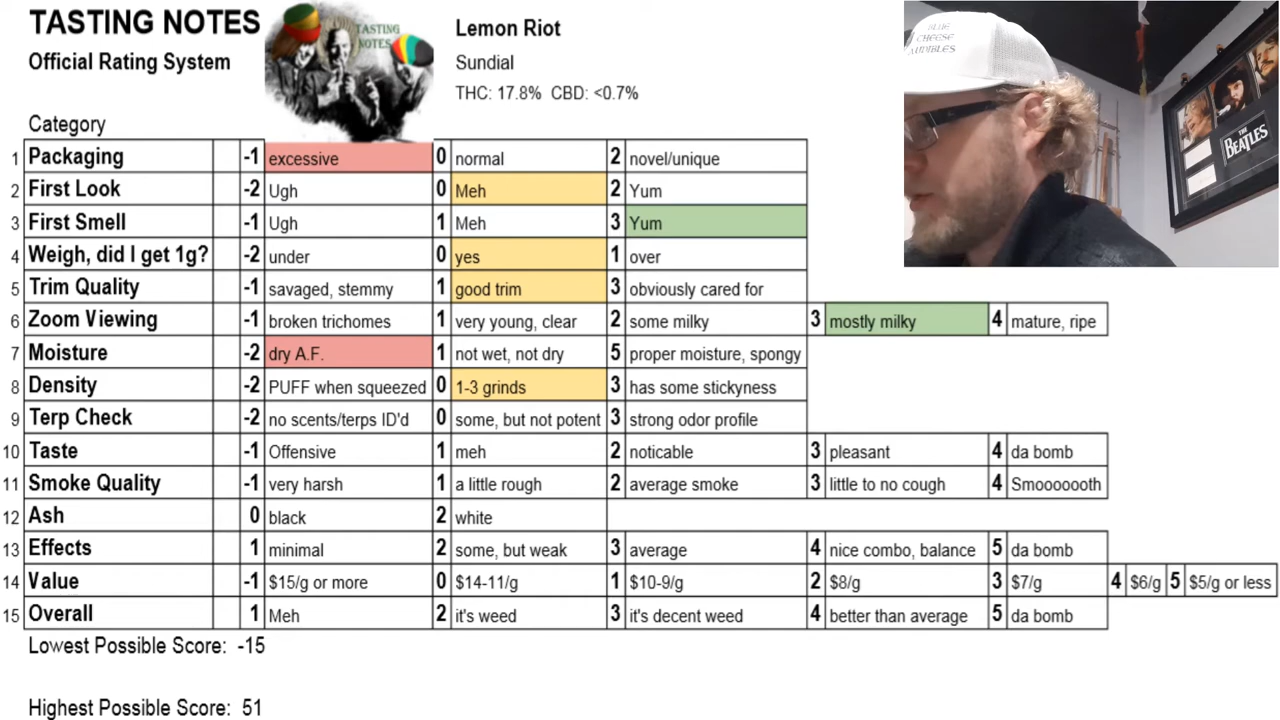 TASTING NOTES
Official Rating System
TASTING
NOTES
Lemon Riot
Sundial
THC: 17.8% CBD: <0.7%
BLUE
CHEESE
AUDIBLES
THE
BEATLES
Category
1 Packaging -1 excessive 0 normal 2 novel/unique
2 First Look -2 Ugh 0 Meh 2 Yum
3 First Smell -1 Ugh 1 Meh 3 Yum
4 Weigh, did I get 1g? -2 under 0 yes 1 over
5 Trim Quality -1 savaged, stemmy 1 good trim 3 obviously cared for
6 Zoom Viewing -1 broken trichomes 1 very young, clear 2 some milky 3 mostly milky 4 mature, ripe
7 Moisture -2 dry A.F. 1 not wet, not dry 5 proper moisture, spongy
8 Density -2 PUFF when squeezed 0 1-3 grinds 3 has some stickyness
9 Terp Check -2 no scents/terps ID'd 0 some, but not potent 3 strong odor profile
10 Taste -1 Offensive 1 meh 2 noticable 3 pleasant 4 da bomb
11 Smoke Quality -1 very harsh 1 a little rough 2 average smoke 3 little to no cough 4 Smooooooth
12 Ash 0 black 2 white
13 Effects 1 minimal 2 some, but weak 3 average 4 nice combo, balance 5 da bomb
14 Value -1 $15/g or more 0 $14-11/g 1 $10-9/g 2 $8/g 3 $7/g 4 $6/g 5 $5/g or less
15 Overall 1 Meh 2 it's weed 3 it's decent weed 4 better than average 5 da bomb
Lowest Possible Score: -15
Highest Possible Score: 51